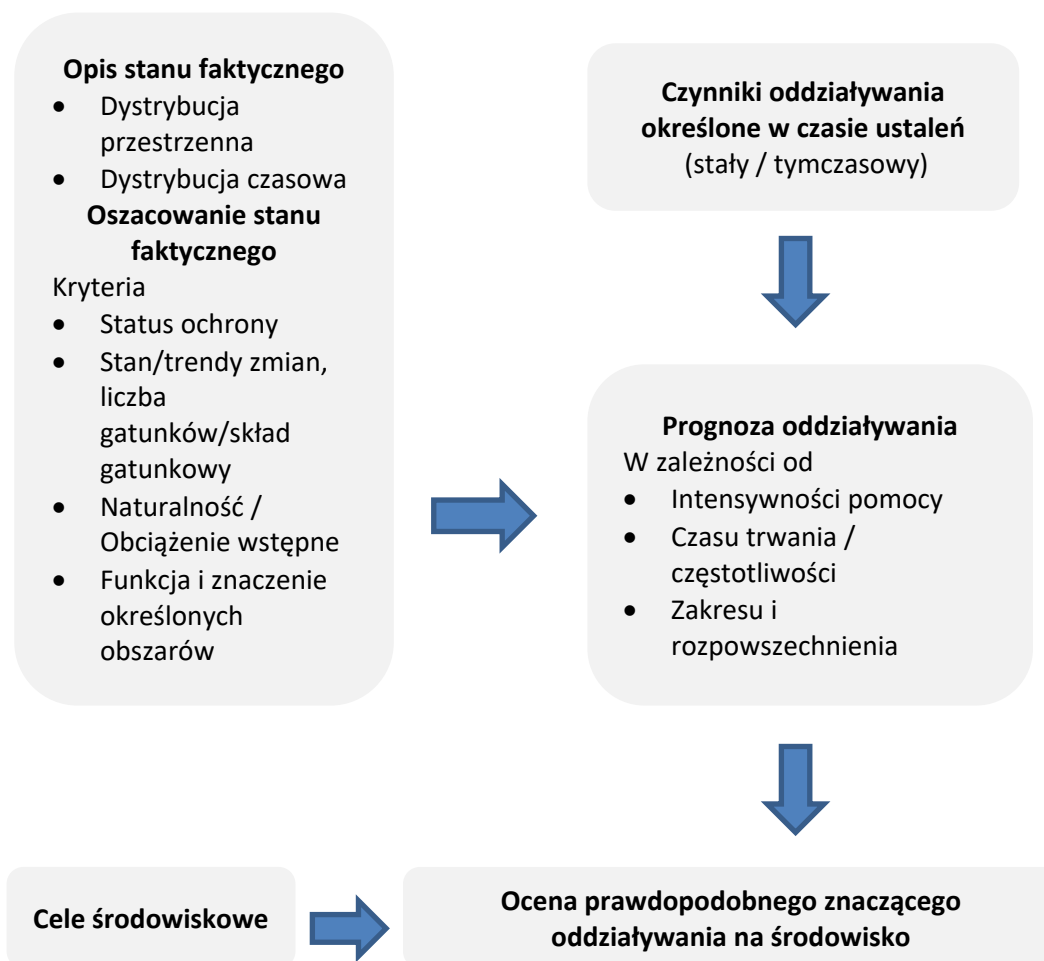 Opis stanu faktycznego
• Dystrybucja
przestrzenna
• Dystrybucja czasowa
Oszacowanie stanu
faktycznego
Kryteria
• Status ochrony
• Stan/trendy zmian,
liczba
gatunków/skład
gatunkowy
• Naturalność /
Obciążenie wstępne
• Funkcja i znaczenie
określonych
obszarów
Czynniki oddziaływania
określone w czasie ustaleń
(stały / tymczasowy)
Prognoza oddziaływania
W zależności od
• Intensywności pomocy
• Czasu trwania /
częstotliwości
• Zakresu i
rozpowszechnienia
Cele środowiskowe
Ocena prawdopodobnego znaczącego
oddziaływania na środowisko